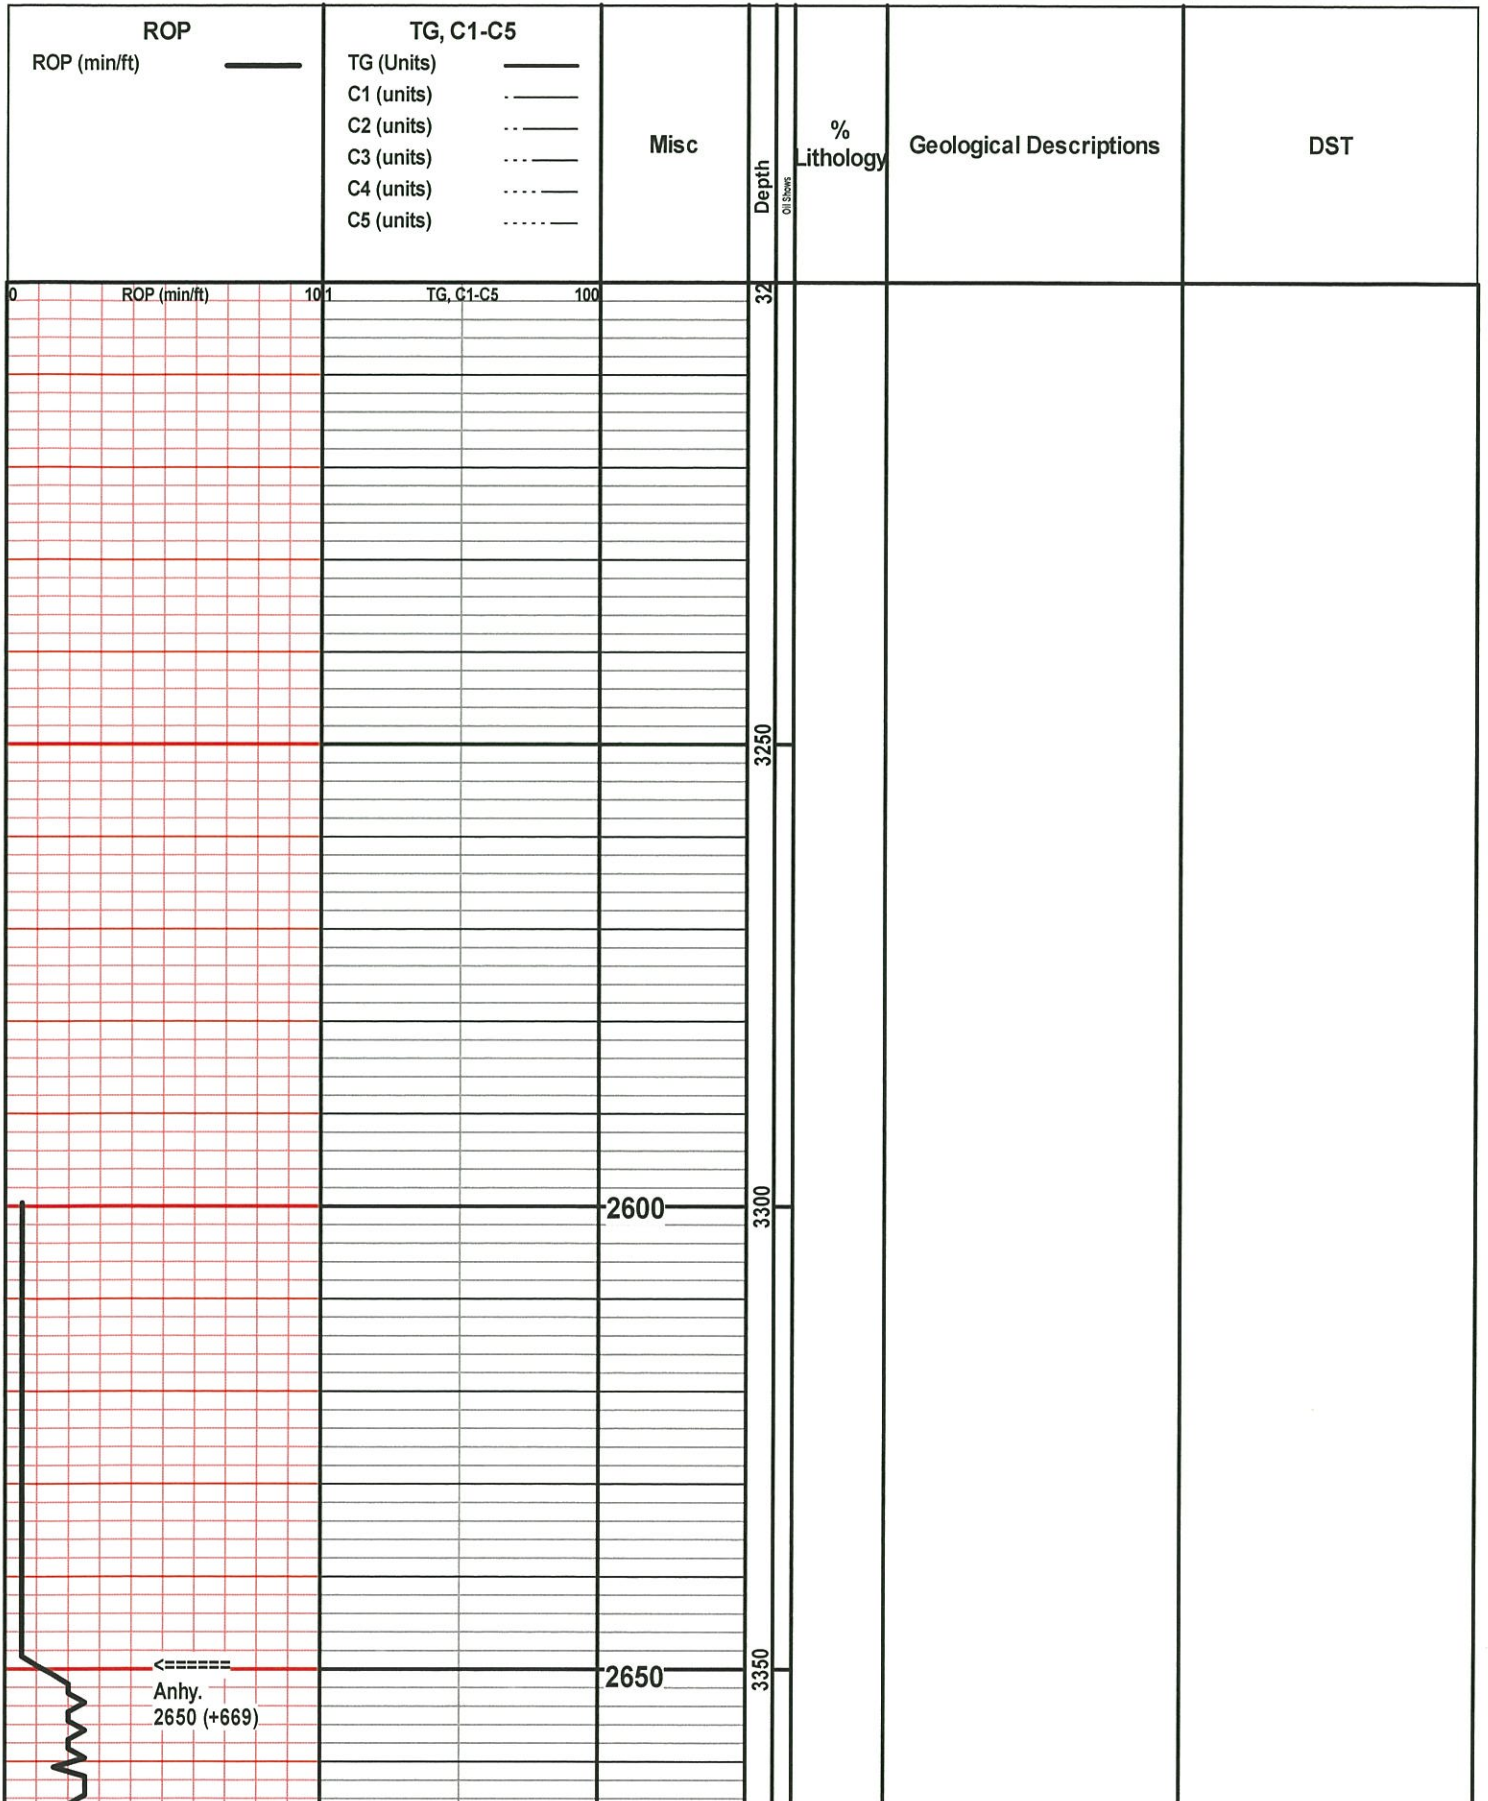 ROP
ROP (min/ft)
TG, C1-C5
TG (Units)
C1 (units)
C2 (units)
C3 (units)
C4 (units)
C5 (units)
Misc
Depth
Oil Shows
%
Lithology
Geological Descriptions
DST
0 ROP (min/ft) 10
1 TG, C1-C5 100
32
3250
2600
3300
<======
Anhy.
2650 (+669)
2650
3350